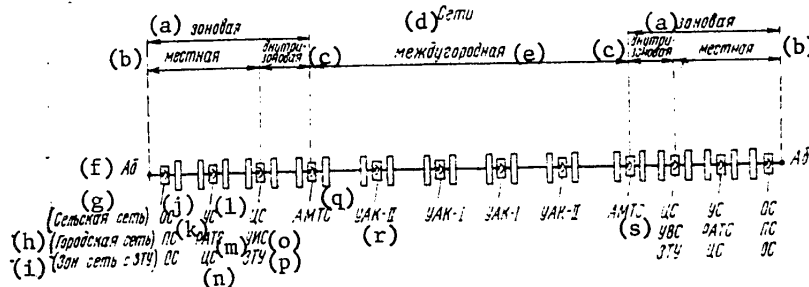 (d) Сети
(a) зоновая (a) зоновая
(b) местная внутри-зоновая (c) междугородная (e) (c) внутри-зоновая местная (b)
(f) Аб Аб
(g) (j) (l) (q)
(Сельская сеть) ОС УС ЦС АМТС УАК-II УАК-I УАК-I УАК-II АМТС ЦС УС ОС
(k) (r) (s)
(h) (Городская сеть) ПС РАТС (m) УИС (o) УВС РАТС ПС
(i) (Зон сеть с ЗТУ) ОС ЦС ЗТУ (p) ЗТУ ЦС ОС
(n)